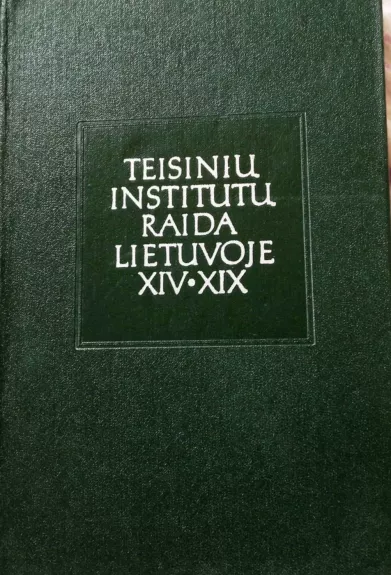 TEISINIŲ
INSTITUTŲ
RAIDA
LIETUVOJE
XIV•XIX